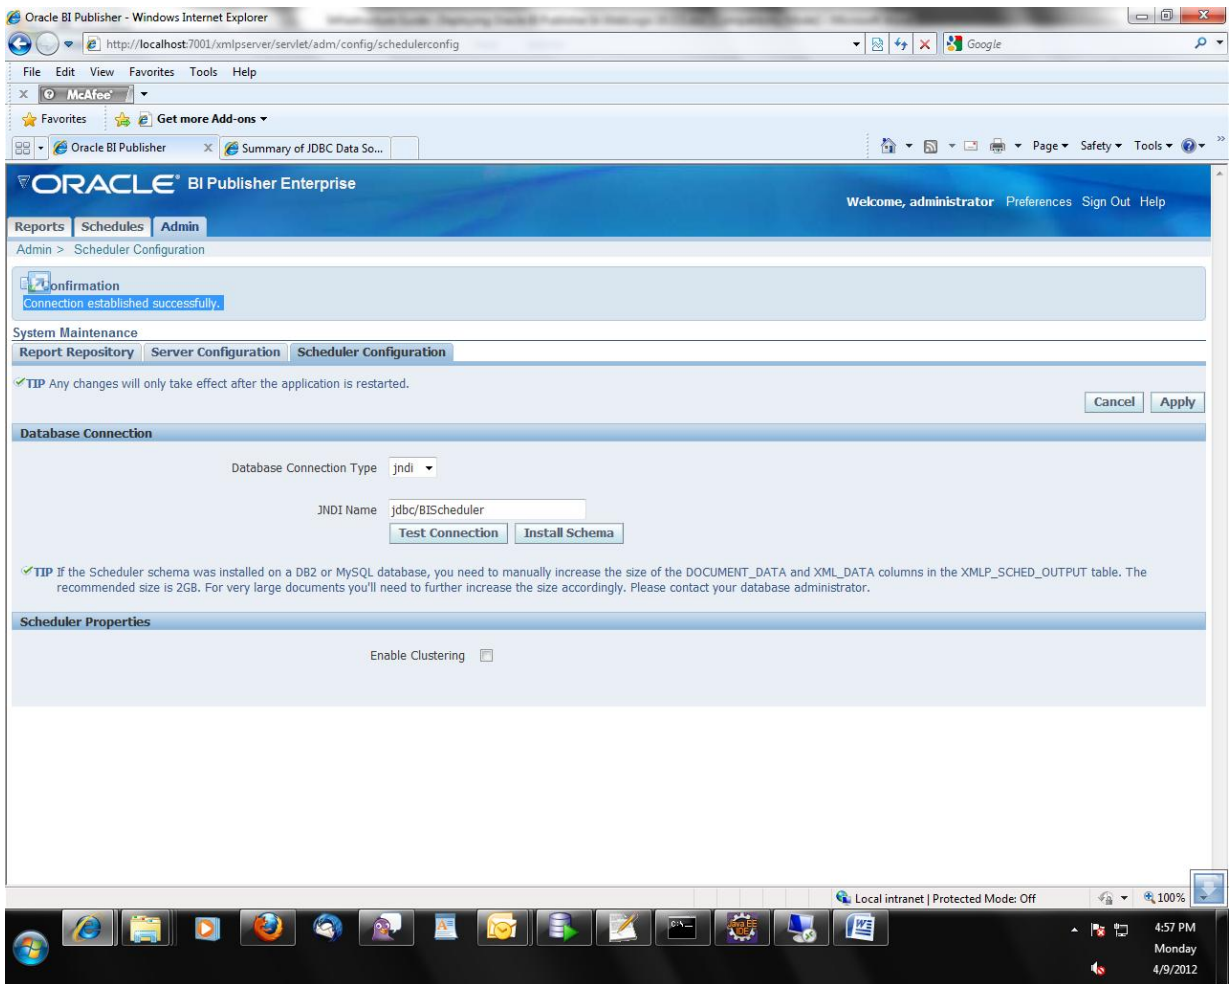 Oracle BI Publisher - Windows Internet Explorer
http://localhost:7001/xmlpserver/servlet/adm/config/schedulerconfig
Google
File Edit View Favorites Tools Help
x McAfee
Favorites Get more Add-ons
Oracle BI Publisher X Summary of JDBC Data So...
Page Safety Tools
ORACLE BI Publisher Enterprise
Welcome, administrator Preferences Sign Out Help
Reports Schedules Admin
Admin > Scheduler Configuration
onfirmation
Connection established successfully.
System Maintenance
Report Repository Server Configuration Scheduler Configuration
TIP Any changes will only take effect after the application is restarted.
Cancel Apply
Database Connection
Database Connection Type jndi
JNDI Name jdbc/BIScheduler
Test Connection Install Schema
TIP If the Scheduler schema was installed on a DB2 or MySQL database, you need to manually increase the size of the DOCUMENT_DATA and XML_DATA columns in the XMLP_SCHED_OUTPUT table. The
recommended size is 2GB. For very large documents you'll need to further increase the size accordingly. Please contact your database administrator.
Scheduler Properties
Enable Clustering
Local intranet | Protected Mode: Off
100%
4:57 PM
Monday
4/9/2012